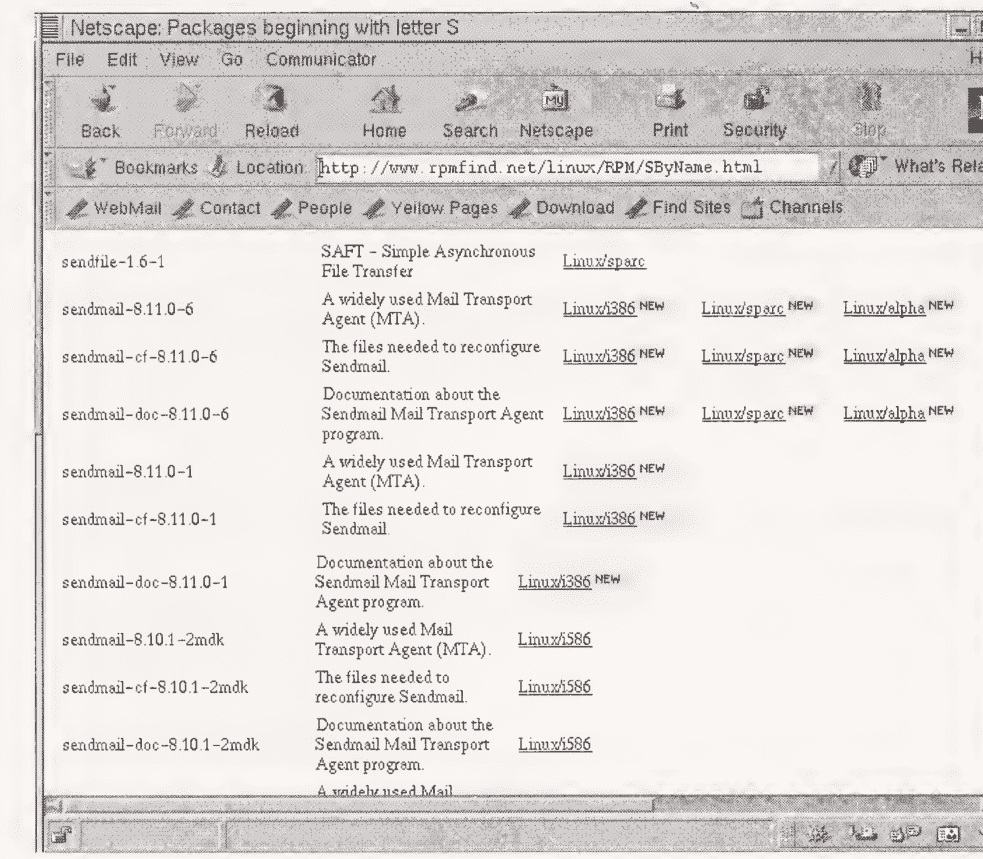 Netscape: Packages beginning with letter S
File Edit View Go Communicator
Back Forward Reload Home Search Netscape Print Security Stop
My
Bookmarks Location: http://www.rpmfind.net/linux/RPM/SByName.html What's Rela
WebMail Contact People Yellow Pages Download Find Sites Channels
sendfile-1.6-1 SAFT - Simple Asynchronous File Transfer Linux/sparc
sendmail-8.11.0-6 A widely used Mail Transport Agent (MTA). Linux/i386 NEW Linux/sparc NEW Linux/alpha NEW
sendmail-cf-8.11.0-6 The files needed to reconfigure Sendmail. Linux/i386 NEW Linux/sparc NEW Linux/alpha NEW
sendmail-doc-8.11.0-6 Documentation about the Sendmail Mail Transport Agent program. Linux/i386 NEW Linux/sparc NEW Linux/alpha NEW
sendmail-8.11.0-1 A widely used Mail Transport Agent (MTA). Linux/i386 NEW
sendmail-cf-8.11.0-1 The files needed to reconfigure Sendmail. Linux/i386 NEW
sendmail-doc-8.11.0-1 Documentation about the Sendmail Mail Transport Agent program. Linux/i386 NEW
sendmail-8.10.1-2mdk A widely used Mail Transport Agent (MTA). Linux/i586
sendmail-cf-8.10.1-2mdk The files needed to reconfigure Sendmail. Linux/i586
sendmail-doc-8.10.1-2mdk Documentation about the Sendmail Mail Transport Agent program. Linux/i586
A widely used Mail